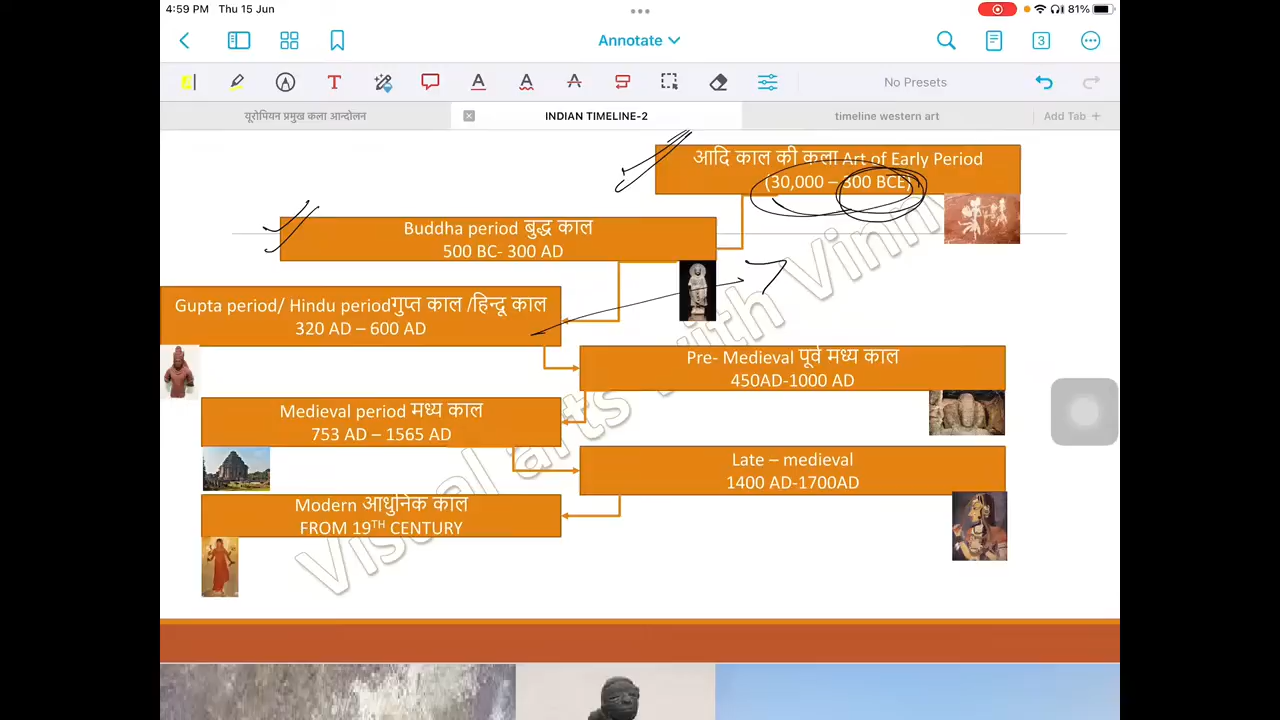 4:59 PM Thu 15 Jun
81%
Annotate
3
T
A
A
A
No Presets
यूरोपियन प्रमुख कला आन्दोलन
INDIAN TIMELINE-2
timeline western art
Add Tab +
आदि काल की कला Art of Early Period
(30,000 – 300 BCE)
Buddha period बुद्ध काल
500 BC- 300 AD
Gupta period/ Hindu periodगुप्त काल /हिन्दू काल
320 AD – 600 AD
Pre- Medieval पूर्व मध्य काल
450AD-1000 AD
Medieval period मध्य काल
753 AD – 1565 AD
Late – medieval
1400 AD-1700AD
Modern आधुनिक काल
FROM 19TH CENTURY
Visual arts with Vinni